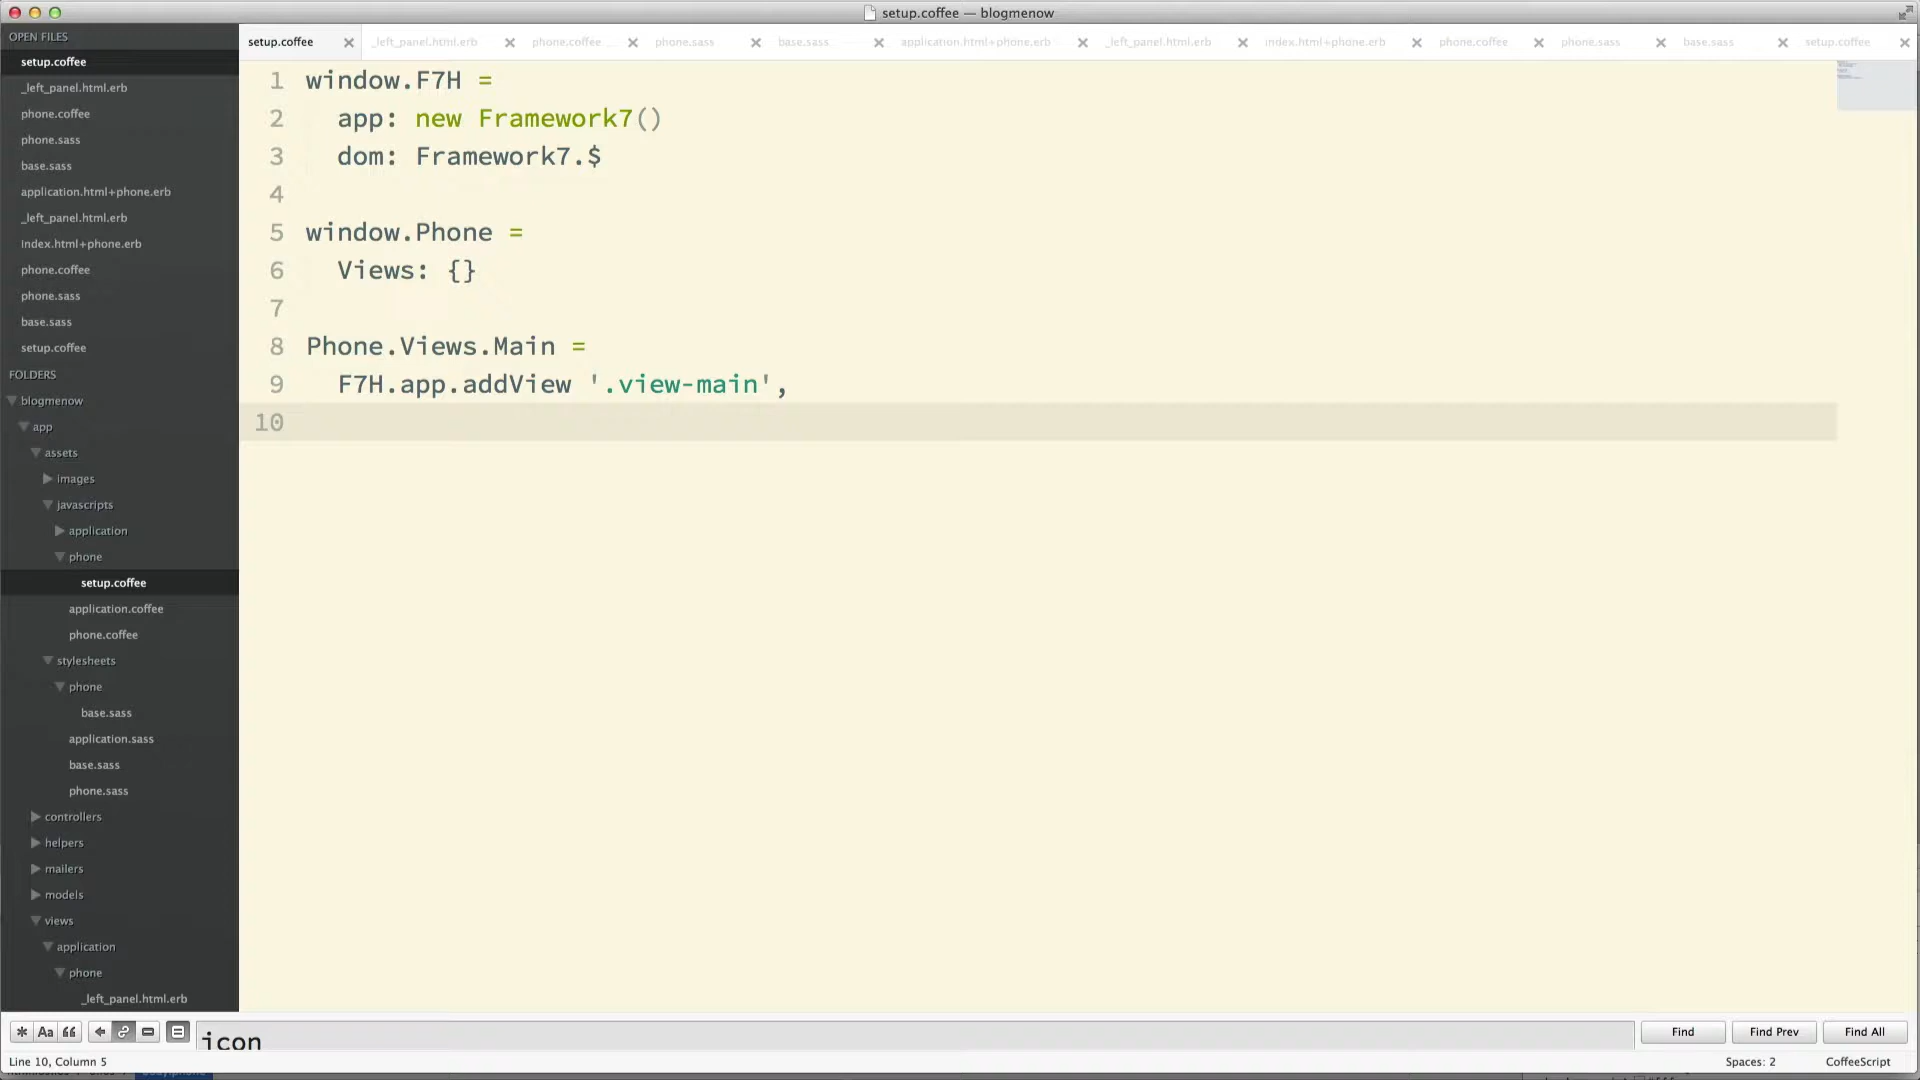 setup.coffee — blogmenow
OPEN FILES
setup.coffee
_left_panel.html.erb
phone.coffee
phone.sass
base.sass
application.html+phone.erb
_left_panel.html.erb
index.html+phone.erb
phone.coffee
phone.sass
base.sass
setup.coffee
FOLDERS
blogmenow
app
assets
images
javascripts
application
phone
setup.coffee
application.coffee
phone.coffee
stylesheets
phone
base.sass
application.sass
base.sass
phone.sass
controllers
helpers
mailers
models
views
application
phone
_left_panel.html.erb
setup.coffee _left_panel.html.erb phone.coffee phone.sass base.sass application.html+phone.erb _left_panel.html.erb index.html+phone.erb phone.coffee phone.sass base.sass setup.coffee
1 window.F7H =
2 app: new Framework7()
3 dom: Framework7.$
4
5 window.Phone =
6 Views: {}
7
8 Phone.Views.Main =
9 F7H.app.addView '.view-main',
10
Aa icon Find Find Prev Find All
Line 10, Column 5 Spaces: 2 CoffeeScript